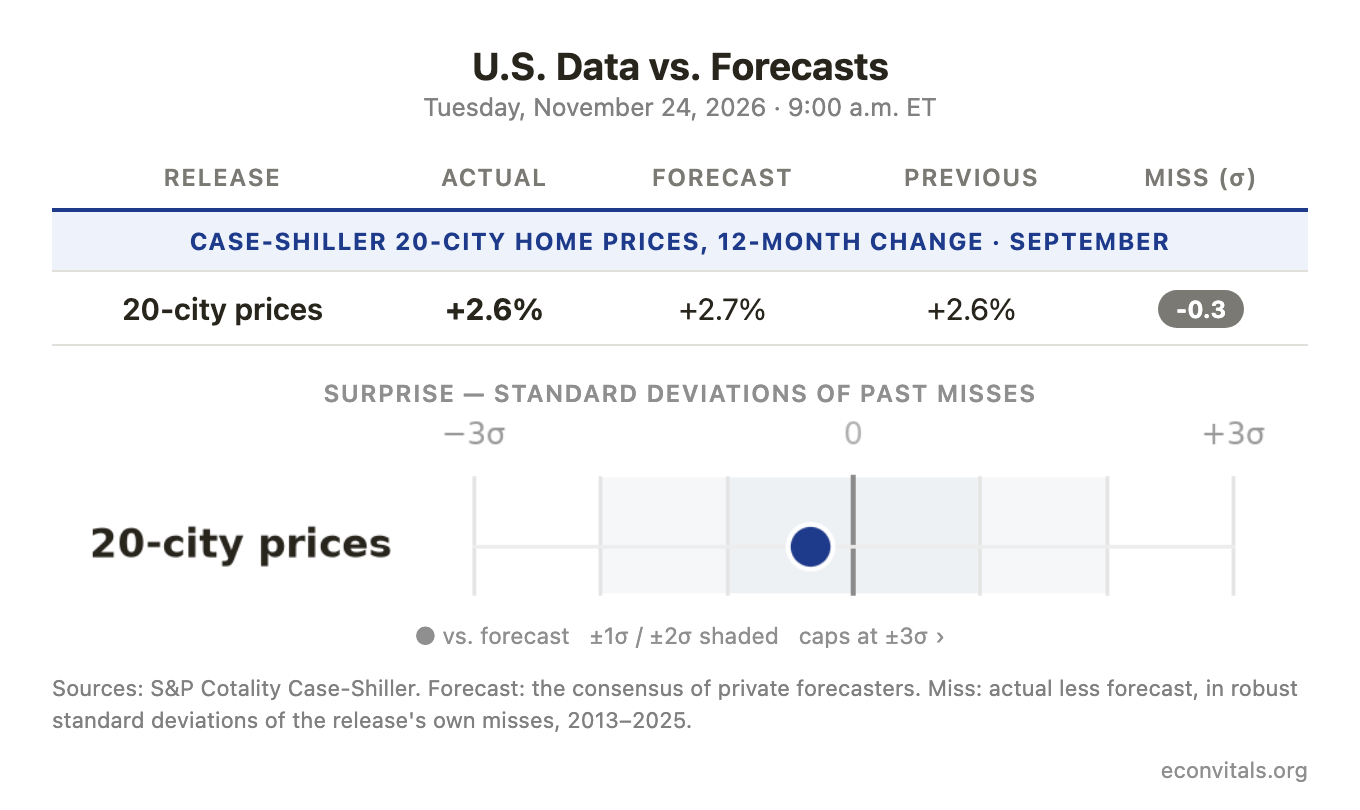 U.S. Data vs. Forecasts
Tuesday, November 24, 2026 · 9:00 a.m. ET
RELEASE ACTUAL FORECAST PREVIOUS MISS (σ)
CASE-SHILLER 20-CITY HOME PRICES, 12-MONTH CHANGE · SEPTEMBER
20-city prices +2.6% +2.7% +2.6% -0.3
SURPRISE — STANDARD DEVIATIONS OF PAST MISSES
−3σ 0 +3σ
20-city prices
vs. forecast ±1σ / ±2σ shaded caps at ±3σ ›
Sources: S&P Cotality Case-Shiller. Forecast: the consensus of private forecasters. Miss: actual less forecast, in robust
standard deviations of the release's own misses, 2013–2025.
econvitals.org